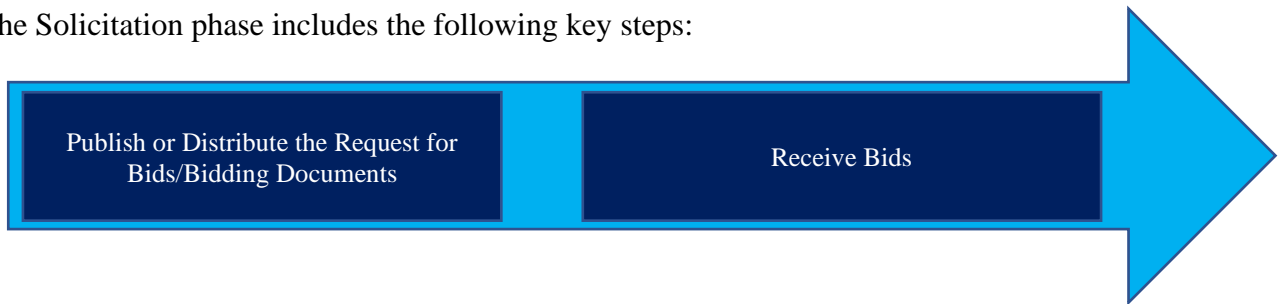 he Solicitation phase includes the following key steps:
Publish or Distribute the Request for
Bids/Bidding Documents
Receive Bids